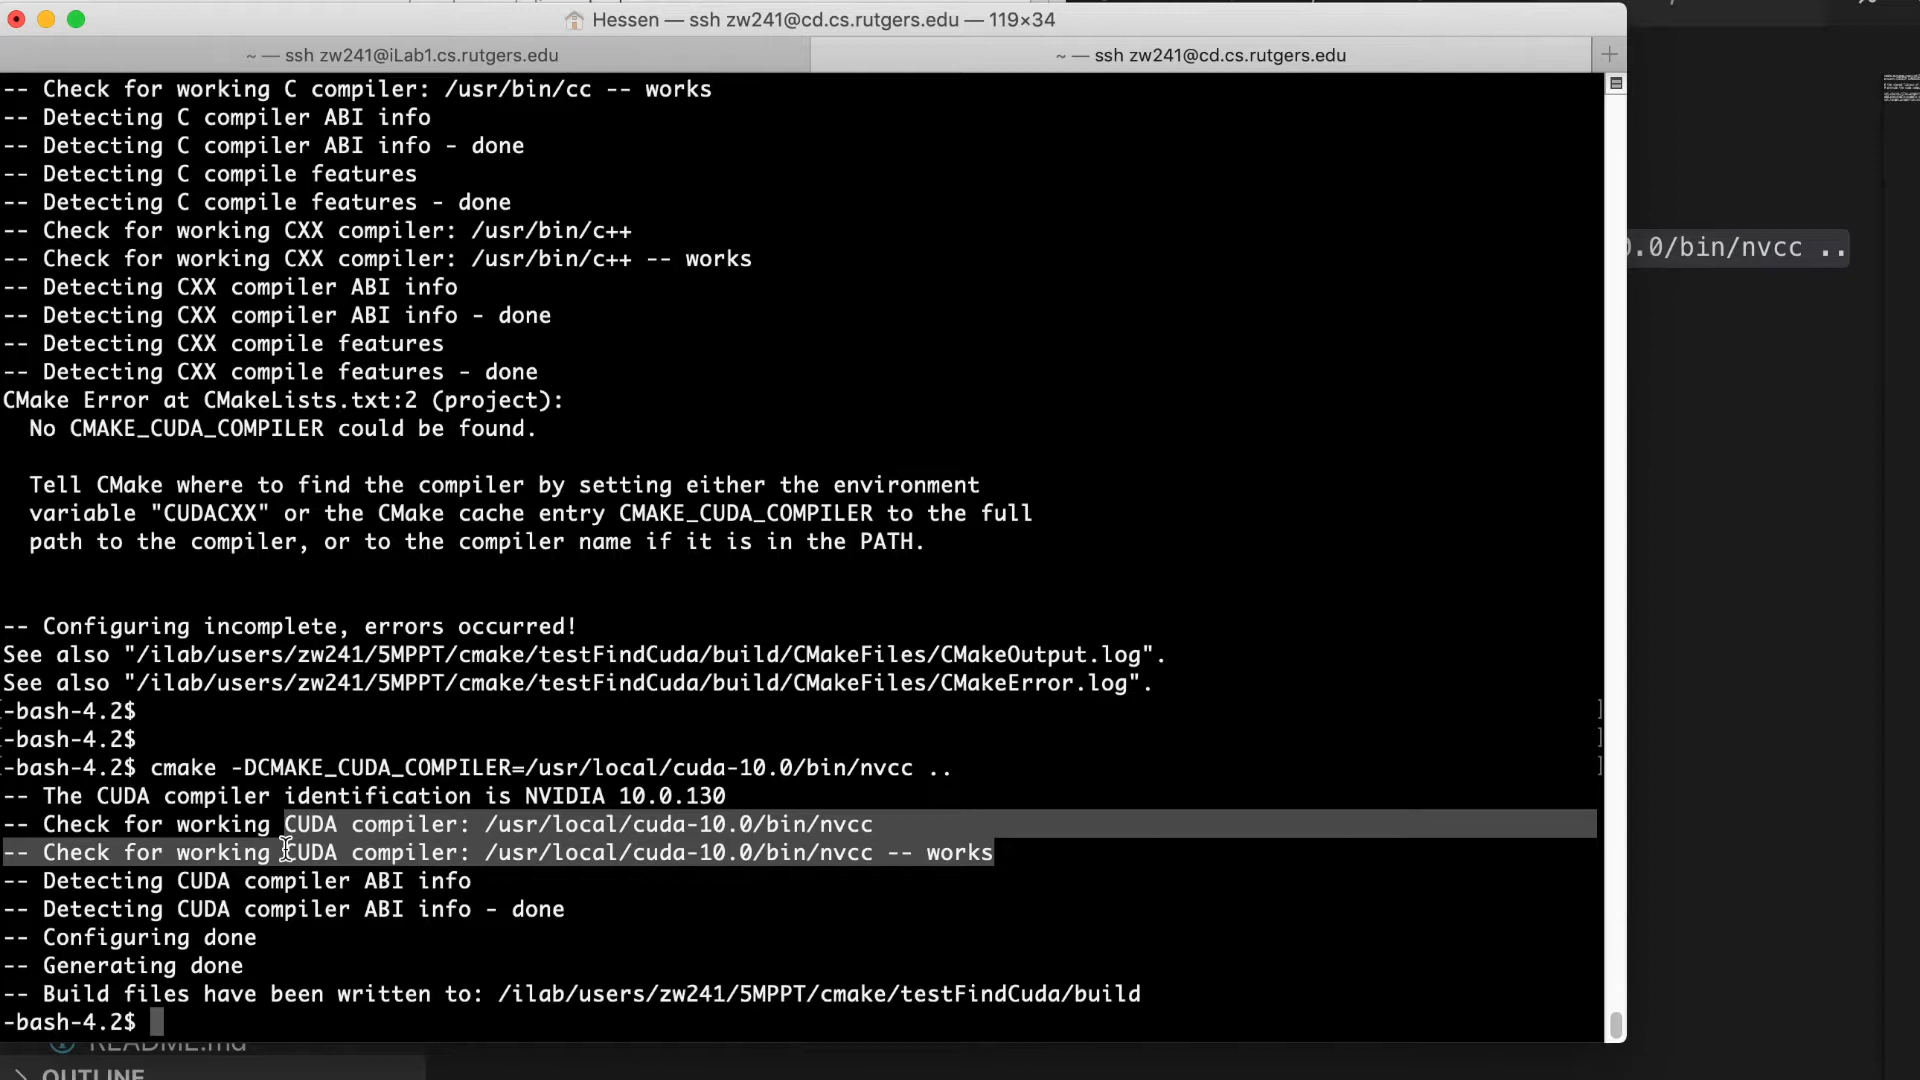 Hessen — ssh zw241@cd.cs.rutgers.edu — 119×34
~ — ssh zw241@iLab1.cs.rutgers.edu
~ — ssh zw241@cd.cs.rutgers.edu
-- Check for working C compiler: /usr/bin/cc -- works
-- Detecting C compiler ABI info
-- Detecting C compiler ABI info - done
-- Detecting C compile features
-- Detecting C compile features - done
-- Check for working CXX compiler: /usr/bin/c++
-- Check for working CXX compiler: /usr/bin/c++ -- works
-- Detecting CXX compiler ABI info
-- Detecting CXX compiler ABI info - done
-- Detecting CXX compile features
-- Detecting CXX compile features - done
CMake Error at CMakeLists.txt:2 (project):
No CMAKE_CUDA_COMPILER could be found.
Tell CMake where to find the compiler by setting either the environment
variable "CUDACXX" or the CMake cache entry CMAKE_CUDA_COMPILER to the full
path to the compiler, or to the compiler name if it is in the PATH.
-- Configuring incomplete, errors occurred!
See also "/ilab/users/zw241/5MPPT/cmake/testFindCuda/build/CMakeFiles/CMakeOutput.log".
See also "/ilab/users/zw241/5MPPT/cmake/testFindCuda/build/CMakeFiles/CMakeError.log".
-bash-4.2$
-bash-4.2$
-bash-4.2$ cmake -DCMAKE_CUDA_COMPILER=/usr/local/cuda-10.0/bin/nvcc ..
-- The CUDA compiler identification is NVIDIA 10.0.130
-- Check for working CUDA compiler: /usr/local/cuda-10.0/bin/nvcc
-- Check for working CUDA compiler: /usr/local/cuda-10.0/bin/nvcc -- works
-- Detecting CUDA compiler ABI info
-- Detecting CUDA compiler ABI info - done
-- Configuring done
-- Generating done
-- Build files have been written to: /ilab/users/zw241/5MPPT/cmake/testFindCuda/build
-bash-4.2$
.0/bin/nvcc ..
README.md
OUTLINE